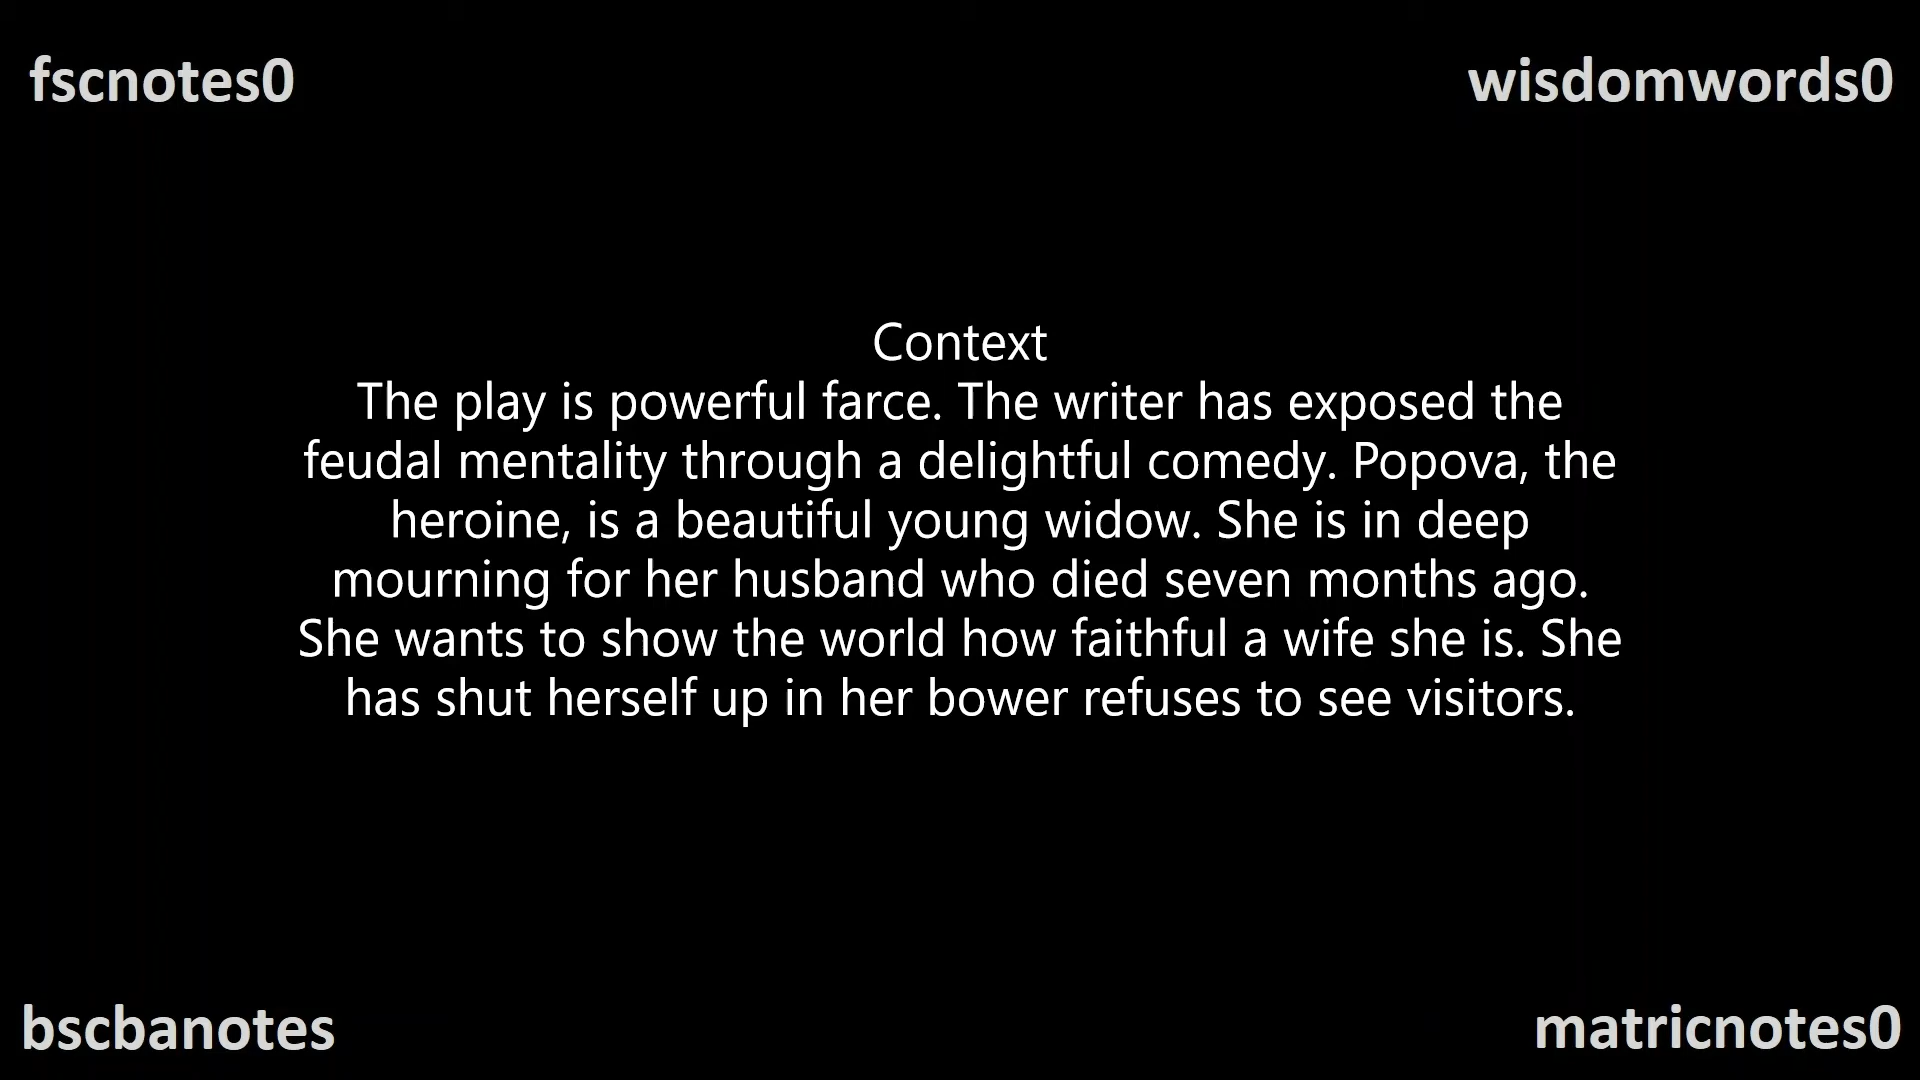 fscnotes0
wisdomwords0
Context
The play is powerful farce. The writer has exposed the
feudal mentality through a delightful comedy. Popova, the
heroine, is a beautiful young widow. She is in deep
mourning for her husband who died seven months ago.
She wants to show the world how faithful a wife she is. She
has shut herself up in her bower refuses to see visitors.
bscbanotes
matricnotes0